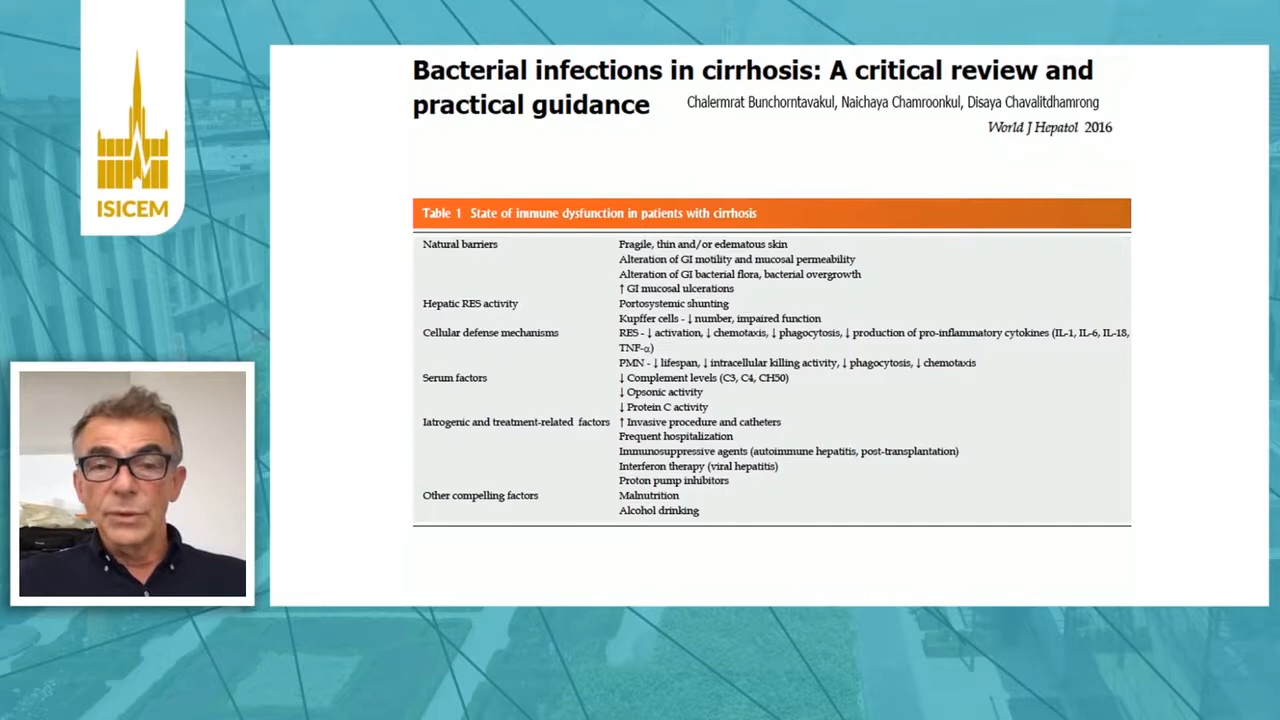 ISICEM
Bacterial infections in cirrhosis: A critical review and
practical guidance
Chalermrat Bunchorntavakul, Naichaya Chamroonkul, Disaya Chavalitdhamrong
World J Hepatol 2016
Table 1 State of immune dysfunction in patients with cirrhosis
Natural barriers Fragile, thin and/or edematous skin
Alteration of GI motility and mucosal permeability
Alteration of GI bacterial flora, bacterial overgrowth
↑ GI mucosal ulcerations
Hepatic RES activity Portosystemic shunting
Kupffer cells - ↓ number, impaired function
Cellular defense mechanisms RES - ↓ activation, ↓ chemotaxis, ↓ phagocytosis, ↓ production of pro-inflammatory cytokines (IL-1, IL-6, IL-18,
TNF-α)
PMN - ↓ lifespan, ↓ intracellular killing activity, ↓ phagocytosis, ↓ chemotaxis
Serum factors ↓ Complement levels (C3, C4, CH50)
↓ Opsonic activity
↓ Protein C activity
Iatrogenic and treatment-related factors ↑ Invasive procedure and catheters
Frequent hospitalization
Immunosuppressive agents (autoimmune hepatitis, post-transplantation)
Interferon therapy (viral hepatitis)
Proton pump inhibitors
Other compelling factors Malnutrition
Alcohol drinking